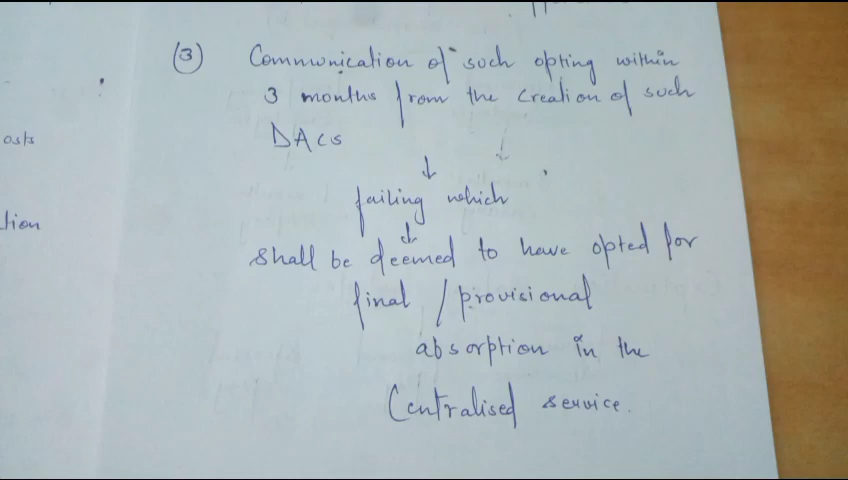 (3) Communication of such opting within
3 months from the creation of such
DACs
↓
failing which
↓
shall be deemed to have opted for
final / provisional
absorption in the
Centralised service.
osts
tion